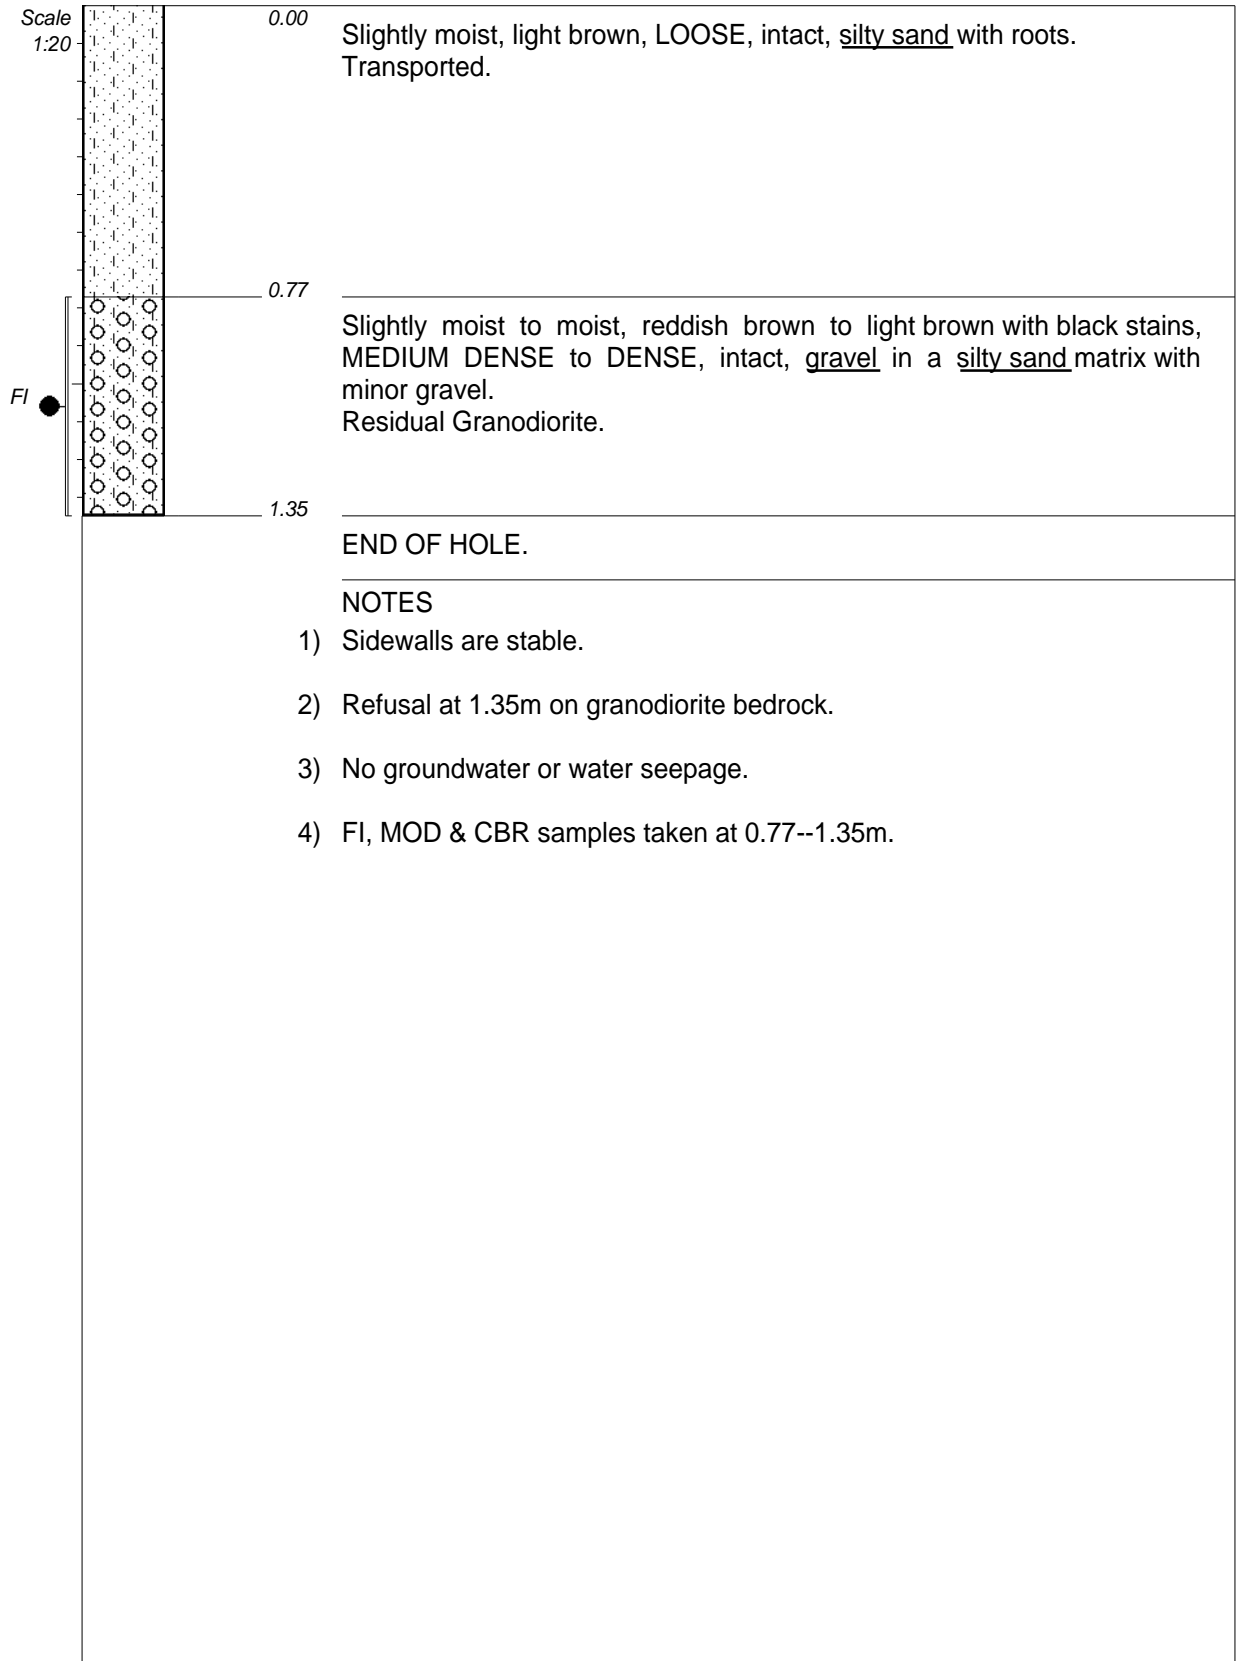 Scale
1:20
0.00
Slightly moist, light brown, LOOSE, intact, silty sand with roots.
Transported.
0.77
Slightly moist to moist, reddish brown to light brown with black stains,
MEDIUM DENSE to DENSE, intact, gravel in a silty sand matrix with
minor gravel.
Residual Granodiorite.
FI
1.35
END OF HOLE.
NOTES
1) Sidewalls are stable.
2) Refusal at 1.35m on granodiorite bedrock.
3) No groundwater or water seepage.
4) FI, MOD & CBR samples taken at 0.77--1.35m.